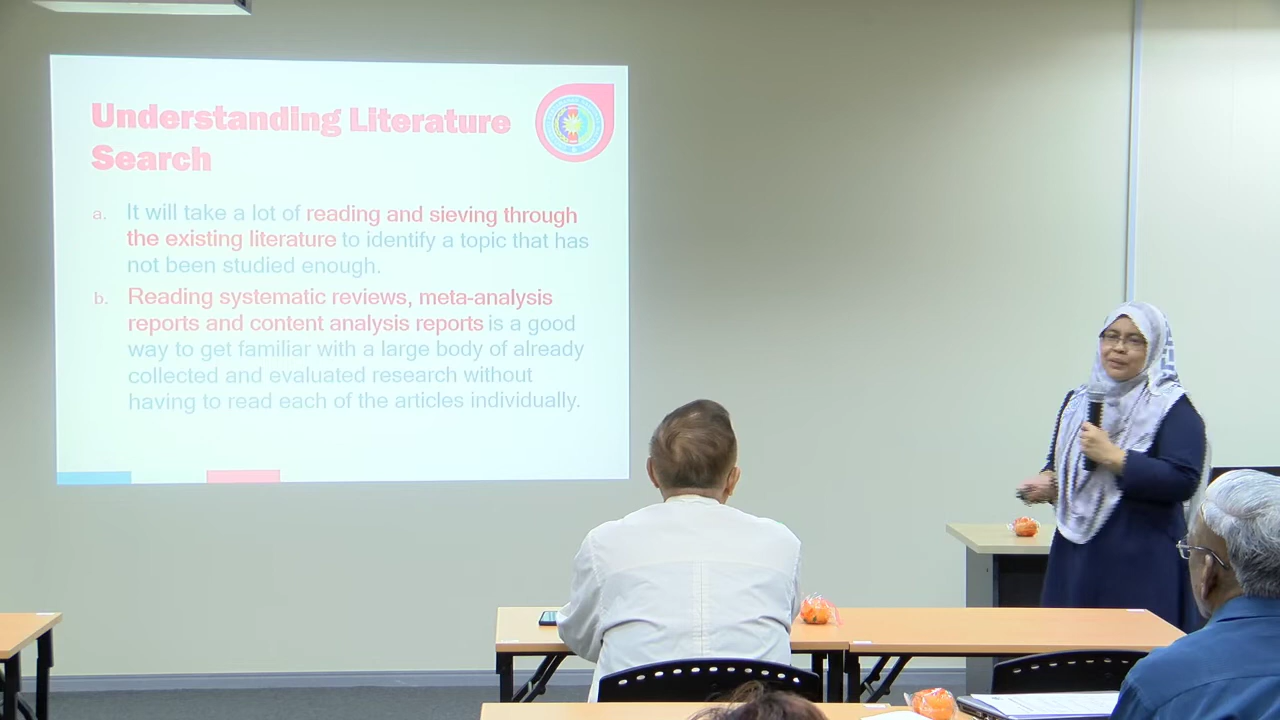 Understanding Literature
Search
a. It will take a lot of reading and sieving through
the existing literature to identify a topic that has
not been studied enough.
b. Reading systematic reviews, meta-analysis
reports and content analysis reports is a good
way to get familiar with a large body of already
collected and evaluated research without
having to read each of the articles individually.